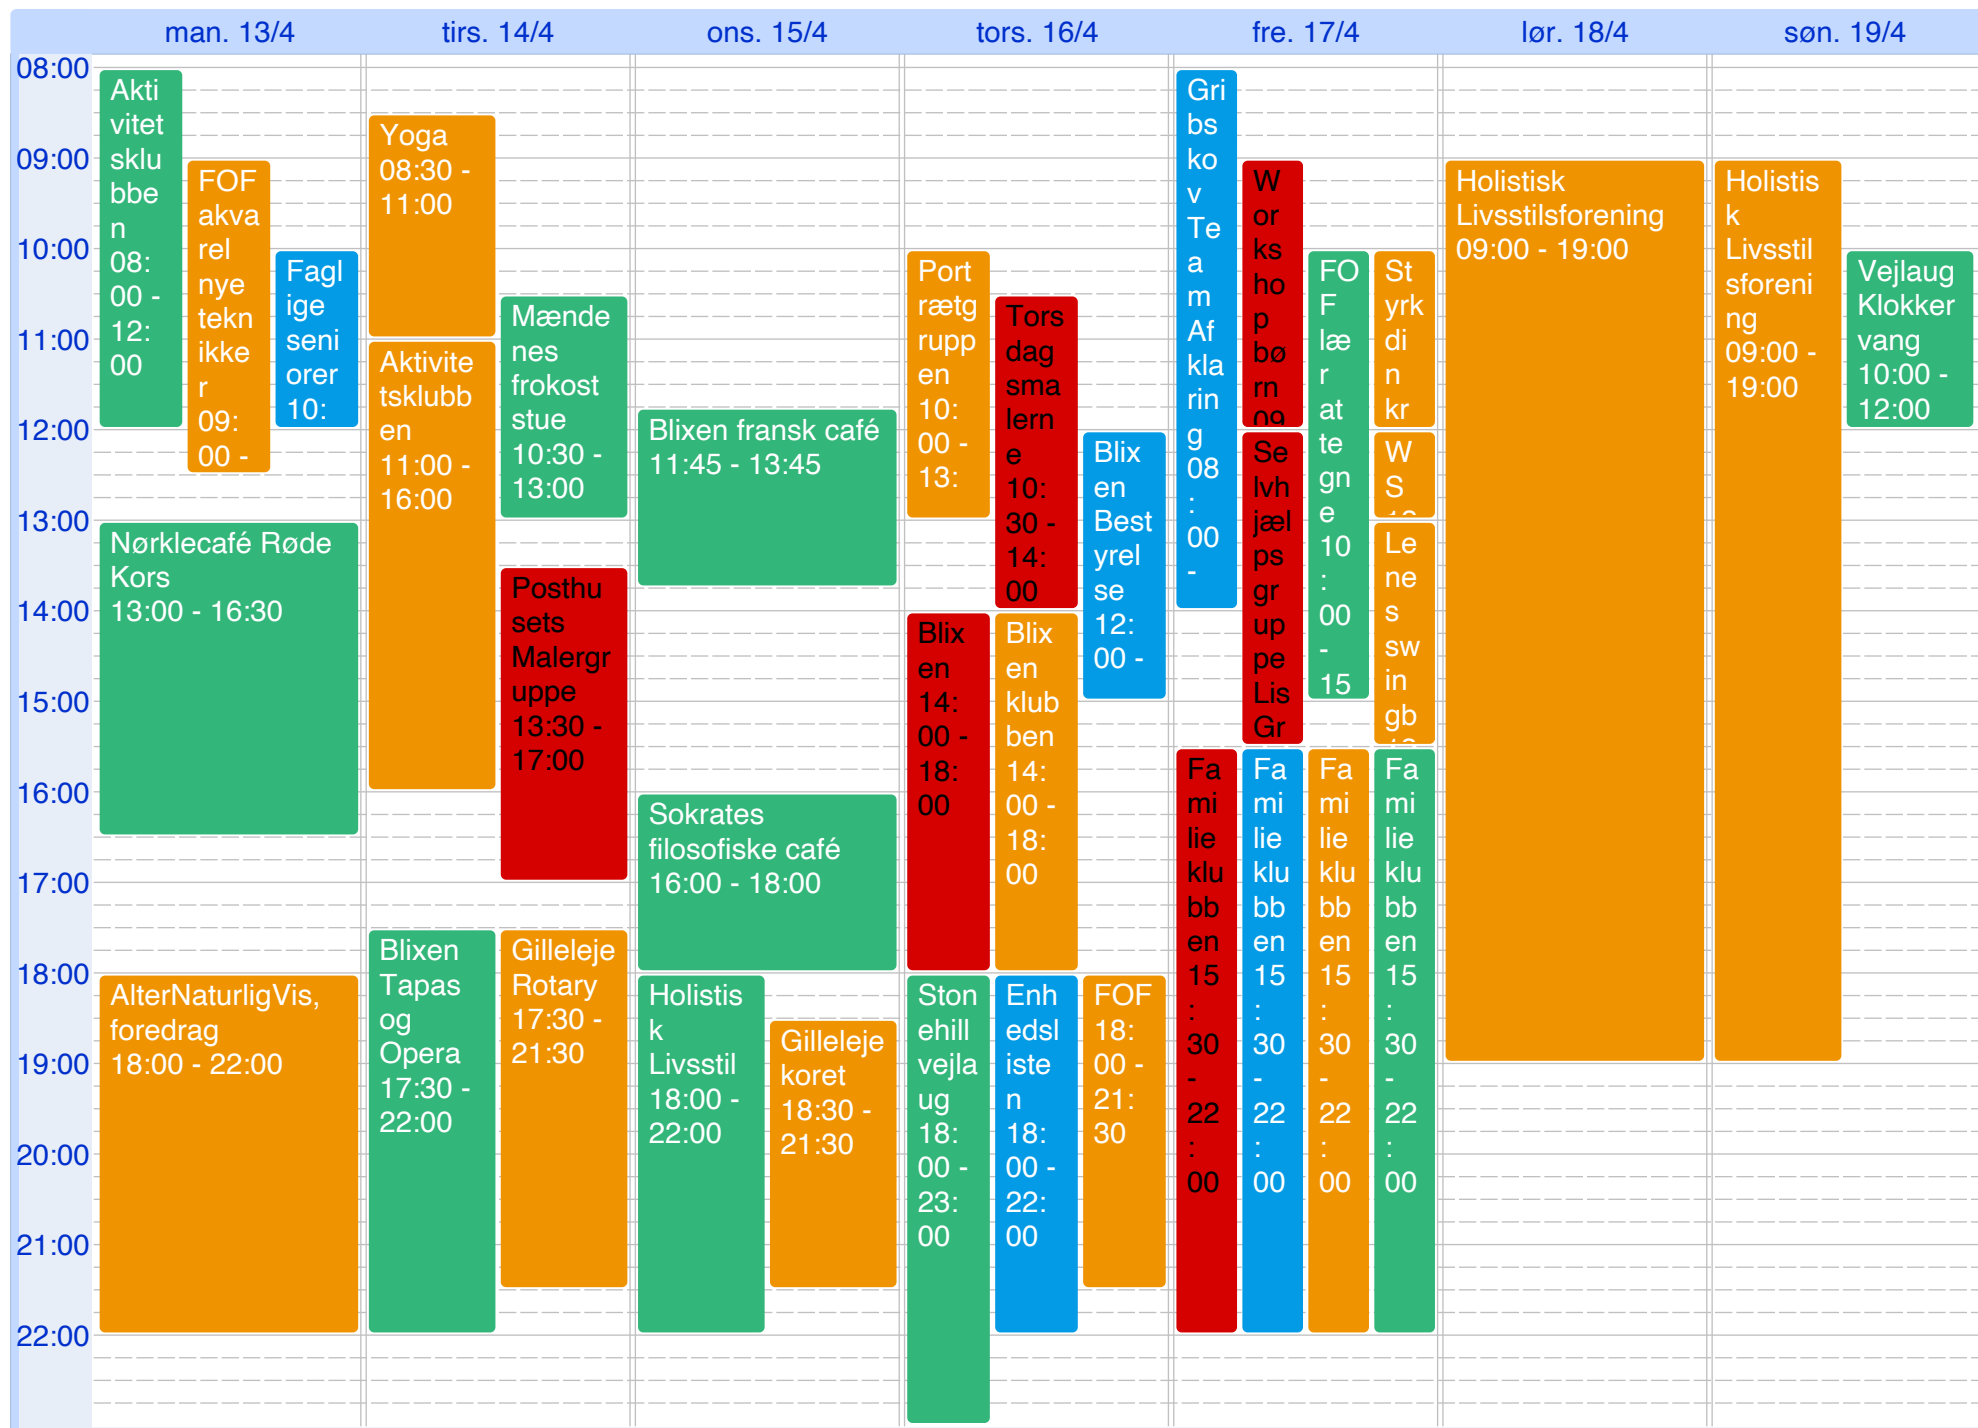 man. 13/4
tirs. 14/4
ons. 15/4
tors. 16/4
fre. 17/4
lør. 18/4
søn. 19/4
08:00
09:00
10:00
11:00
12:00
13:00
14:00
15:00
16:00
17:00
18:00
19:00
20:00
21:00
22:00
Akti
vitet
sklu
bbe
n
08:
00 -
12:
00
FOF
akva
rel
nye
tekn
ikke
r
09:
00 -
Fagl
ige
seni
orer
10:
Nørklecafé Røde
Kors
13:00 - 16:30
AlterNaturligVis,
foredrag
18:00 - 22:00
Yoga
08:30 -
11:00
Aktivite
tsklubb
en
11:00 -
16:00
Mænde
nes
frokost
stue
10:30 -
13:00
Posthu
sets
Malergr
uppe
13:30 -
17:00
Blixen
Tapas
og
Opera
17:30 -
22:00
Gilleleje
Rotary
17:30 -
21:30
Blixen fransk café
11:45 - 13:45
Sokrates
filosofiske café
16:00 - 18:00
Holistis
k
Livsstil
18:00 -
22:00
Gilleleje
koret
18:30 -
21:30
Port
rætg
rupp
en
10:
00 -
13:
Tors
dag
sma
lern
e
10:
30 -
14:
00
Blix
en
Best
yrel
se
12:
00 -
Blix
en
14:
00 -
18:
00
Blix
en
klub
ben
14:
00 -
18:
00
Ston
ehill
vejla
ug
18:
00 -
23:
00
Enh
edsl
iste
n
18:
00 -
22:
00
FOF
18:
00 -
21:
30
Gri
bs
ko
v
Te
a
m
Af
kla
rin
g
08
:
00
-
W
or
ks
ho
p
bø
rn
09
FO
F
læ
r
at
te
gn
e
10
:
00
-
15
St
yrk
di
n
kr
W
S
Se
lvh
jæl
ps
gr
up
pe
Lis
Gr
Le
ne
s
sw
in
gb
Fa
mi
lie
klu
bb
en
15
:
30
-
22
:
00
Fa
mi
lie
klu
bb
en
15
:
30
-
22
:
00
Fa
mi
lie
klu
bb
en
15
:
30
-
22
:
00
Fa
mi
lie
klu
bb
en
15
:
30
-
22
:
00
Holistisk
Livsstilsforening
09:00 - 19:00
Holistis
k
Livsstil
sforeni
ng
09:00 -
19:00
Vejlaug
Klokker
vang
10:00 -
12:00